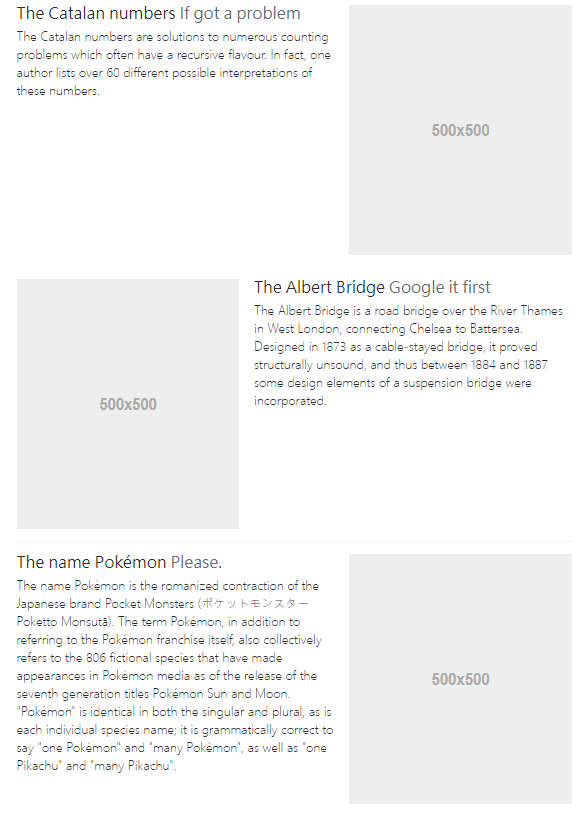 The Catalan numbers If got a problem
The Catalan numbers are solutions to numerous counting
problems which often have a recursive flavour. In fact, one
author lists over 60 different possible interpretations of
these numbers.
500x500
500x500
The Albert Bridge Google it first
The Albert Bridge is a road bridge over the River Thames
in West London, connecting Chelsea to Battersea.
Designed in 1873 as a cable-stayed bridge, it proved
structurally unsound, and thus between 1884 and 1887
some design elements of a suspension bridge were
incorporated.
The name Pokémon Please.
The name Pokémon is the romanized contraction of the
Japanese brand Pocket Monsters (ポケットモンスター
Poketto Monsutā). The term Pokémon, in addition to
referring to the Pokémon franchise itself, also collectively
refers to the 806 fictional species that have made
appearances in Pokémon media as of the release of the
seventh generation titles Pokémon Sun and Moon.
"Pokémon" is identical in both the singular and plural, as is
each individual species name; it is grammatically correct to
say "one Pokémon" and "many Pokémon", as well as "one
Pikachu" and "many Pikachu".
500x500